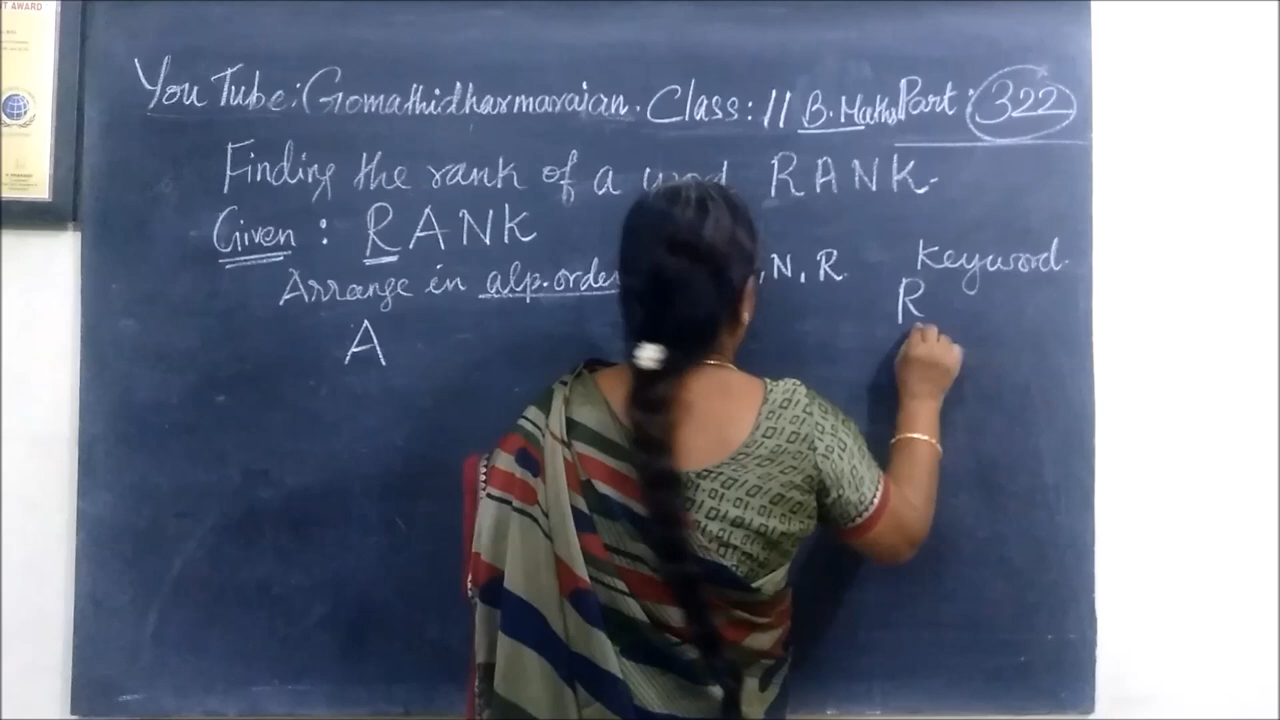 T AWARD
YouTube: Gomathidharmarajan. Class: 11 B. Maths Part: 322
Finding the rank of a word RANK.
Given: RANK
Arrange in alp. order , N, R. Keyword.
A R